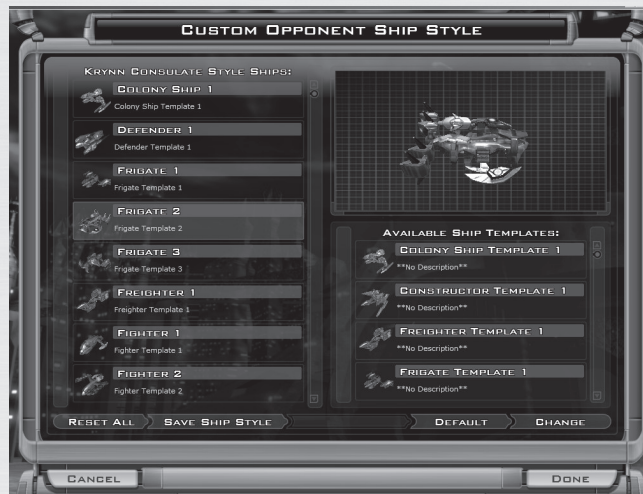 Custom Opponent Ship Style
Krynn Consulate Style Ships:
Colony Ship 1
Colony Ship Template 1
Defender 1
Defender Template 1
Frigate 1
Frigate Template 1
Frigate 2
Frigate Template 2
Frigate 3
Frigate Template 3
Freighter 1
Freighter Template 1
Fighter 1
Fighter Template 1
Fighter 2
Fighter Template 2
Available Ship Templates:
Colony Ship Template 1
**No Description**
Constructor Template 1
**No Description**
Freighter Template 1
**No Description**
Frigate Template 1
**No Description**
Reset All
Save Ship Style
Default
Change
Cancel
Done